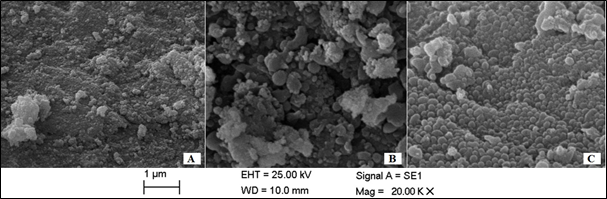 A B C
1 µm EHT = 25.00 kV Signal A = SE1
WD = 10.0 mm Mag = 20.00 K X